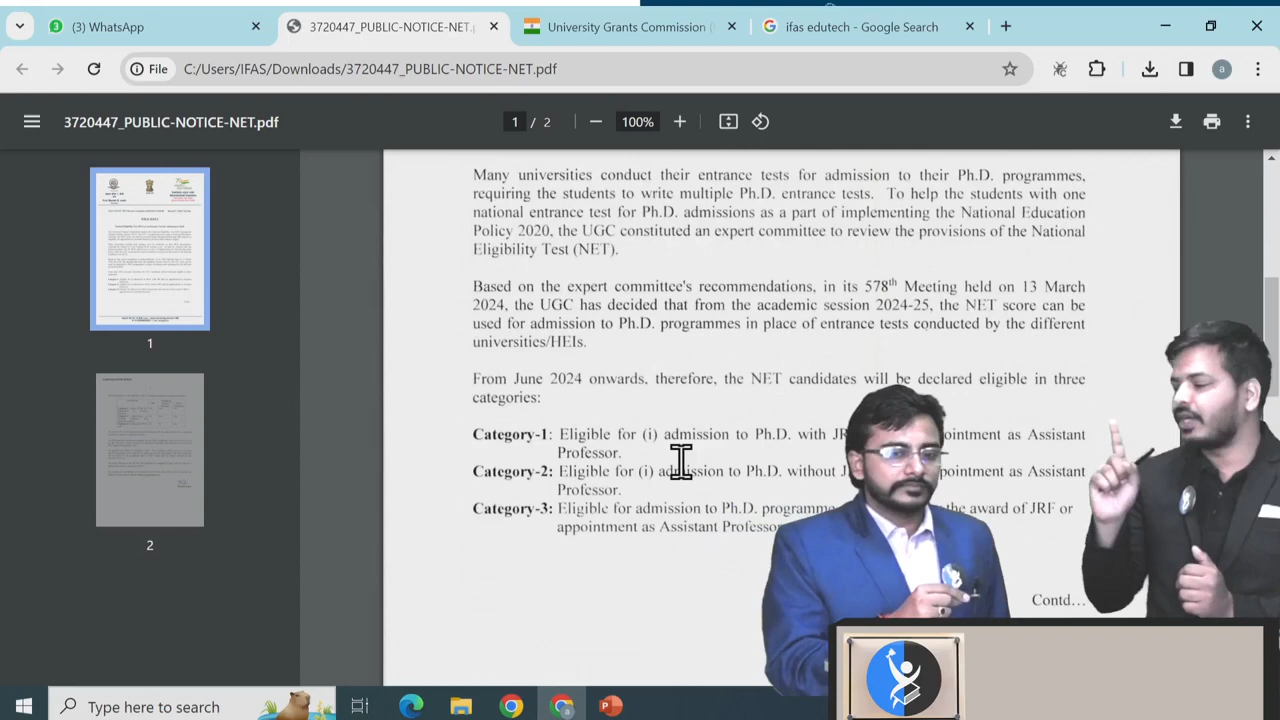 (3) WhatsApp
3720447_PUBLIC-NOTICE-NET.p
University Grants Commission (
ifas edutech - Google Search
File
C:/Users/IFAS/Downloads/3720447_PUBLIC-NOTICE-NET.pdf
a
3720447_PUBLIC-NOTICE-NET.pdf
1 / 2
100%
Many universities conduct their entrance tests for admission to their Ph.D. programmes,
requiring the students to write multiple Ph.D. entrance tests. To help the students with one
national entrance test for Ph.D. admissions as a part of implementing the National Education
Policy 2020, the UGC constituted an expert committee to review the provisions of the National
Eligibility Test (NET).
Based on the expert committee's recommendations, in its 578th Meeting held on 13 March
2024, the UGC has decided that from the academic session 2024-25, the NET score can be
used for admission to Ph.D. programmes in place of entrance tests conducted by the different
universities/HEIs.
From June 2024 onwards, therefore, the NET candidates will be declared eligible in three
categories:
Category-1: Eligible for (i) admission to Ph.D. with JR ointment as Assistant
Professor.
Category-2: Eligible for (i) admission to Ph.D. without J pointment as Assistant
Professor.
Category-3: Eligible for admission to Ph.D. programme the award of JRF or
appointment as Assistant Professor
Contd...
1
2
Type here to search